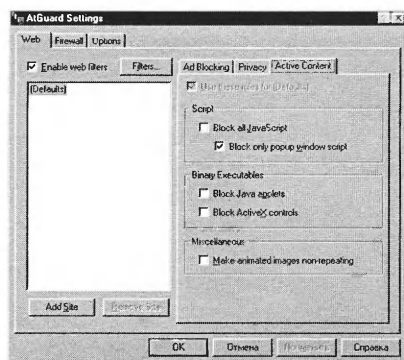 AtGuard Settings
Web Firewall Options
Enable web filters Filters...
(Defaults)
Add Site Remove Site
Ad Blocking Privacy Active Content
Use these rules for (Defaults)
Script
Block all JavaScript
Block only popup window script
Binary Executables
Block Java applets
Block ActiveX controls
Miscellaneous
Make animated images non-repeating
OK Отмена Применить Справка